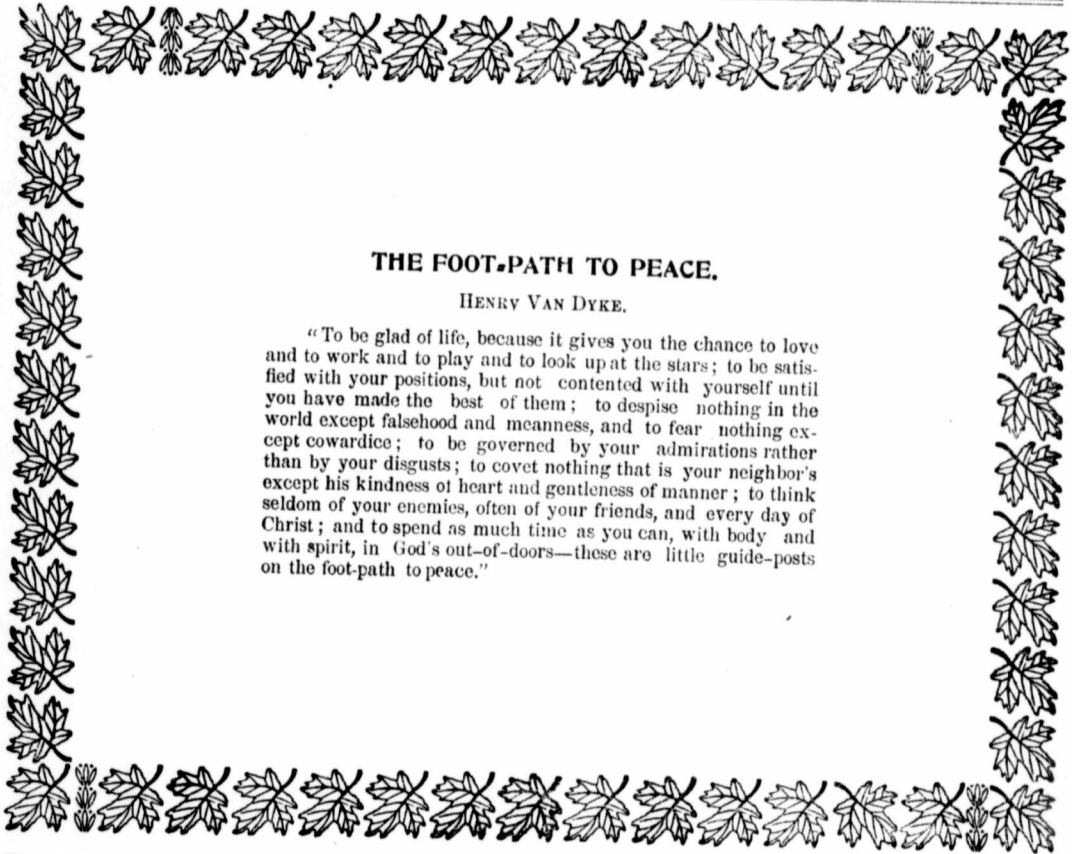 THE FOOT-PATH TO PEACE.
HENRY VAN DYKE.
"To be glad of life, because it gives you the chance to love
and to work and to play and to look up at the stars; to be satis-
fied with your positions, but not contented with yourself until
you have made the best of them; to despise nothing in the
world except falsehood and meanness, and to fear nothing ex-
cept cowardice; to be governed by your admirations rather
than by your disgusts; to covet nothing that is your neighbor's
except his kindness of heart and gentleness of manner; to think
seldom of your enemies, often of your friends, and every day of
Christ; and to spend as much time as you can, with body and
with spirit, in God's out-of-doors—these are little guide-posts
on the foot-path to peace."